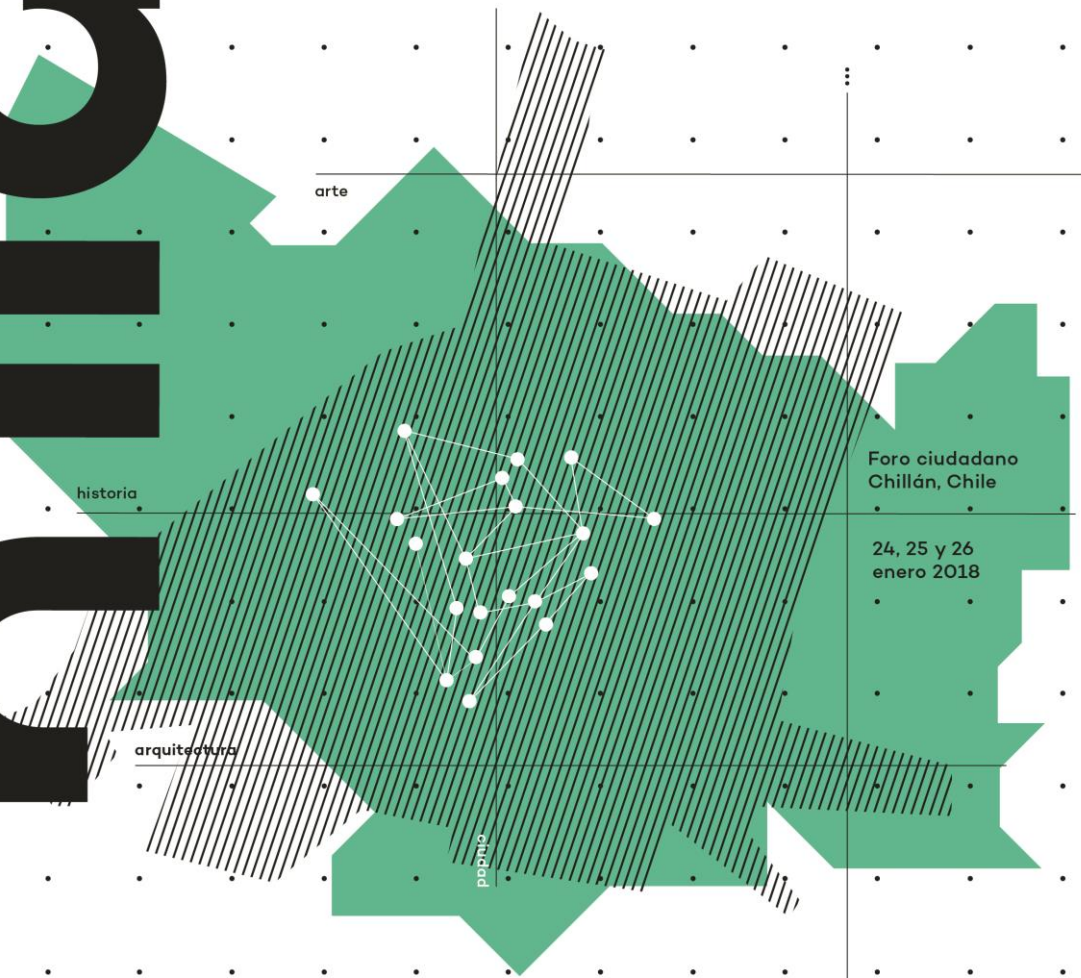 arte
historia
Foro ciudadano
Chillán, Chile
24, 25 y 26
enero 2018
arquitectura
ciudad